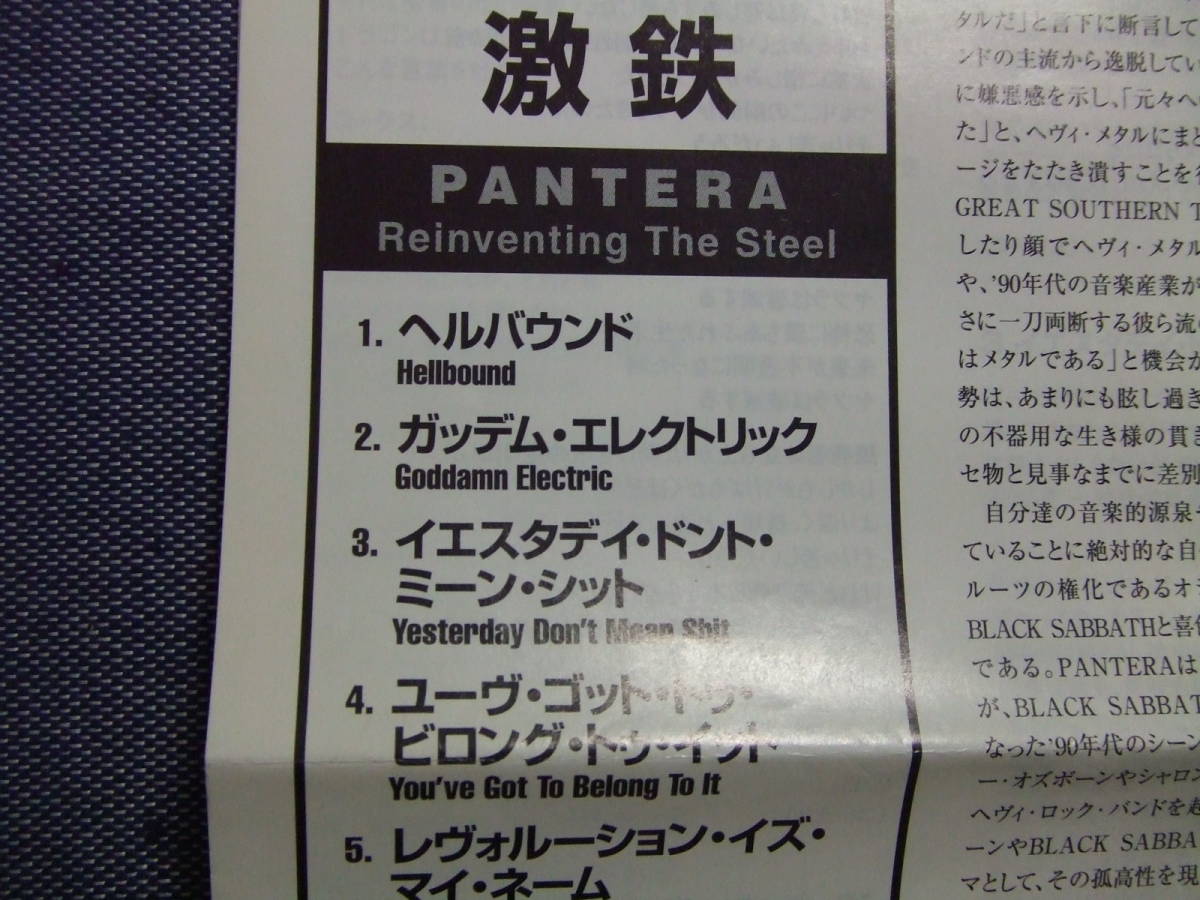 激鉄
PANTERA
Reinventing The Steel
1. ヘルバウンド
Hellbound
2. ガッデム・エレクトリック
Goddamn Electric
3. イエスタデイ・ドント・
ミーン・シット
Yesterday Don't Mean Shit
4. ユーヴ・ゴット・トゥ・
ビロング・トゥ・イット
You've Got To Belong To It
5. レヴォルーション・イズ・
マイ・ネーム
タルだ」と言下に断言して
ンドの主流から逸脱してい
に嫌悪感を示し、「元々へ
た」と、ヘヴィ・メタルにまと
ージをたたき潰すことを
GREAT SOUTHERN T
したり顔でヘヴィ・メタル
や、'90年代の音楽産業が
さに一刀両断する彼ら流
はメタルである」と機会か
勢は、あまりにも眩し過ぎ
の不器用な生き様の貫き
セ物と見事なまでに差別
自分達の音楽的源泉
ていることに絶対的な自
ルーツの権化であるオ
BLACK SABBATHと喜
である。PANTERAは
が、BLACK SABBAT
なった'90年代のシーン
ー・オズボーンやシャロン
ヘヴィ・ロック・バンドを起
ーンやBLACK SABBA
マとして、その孤高性を現